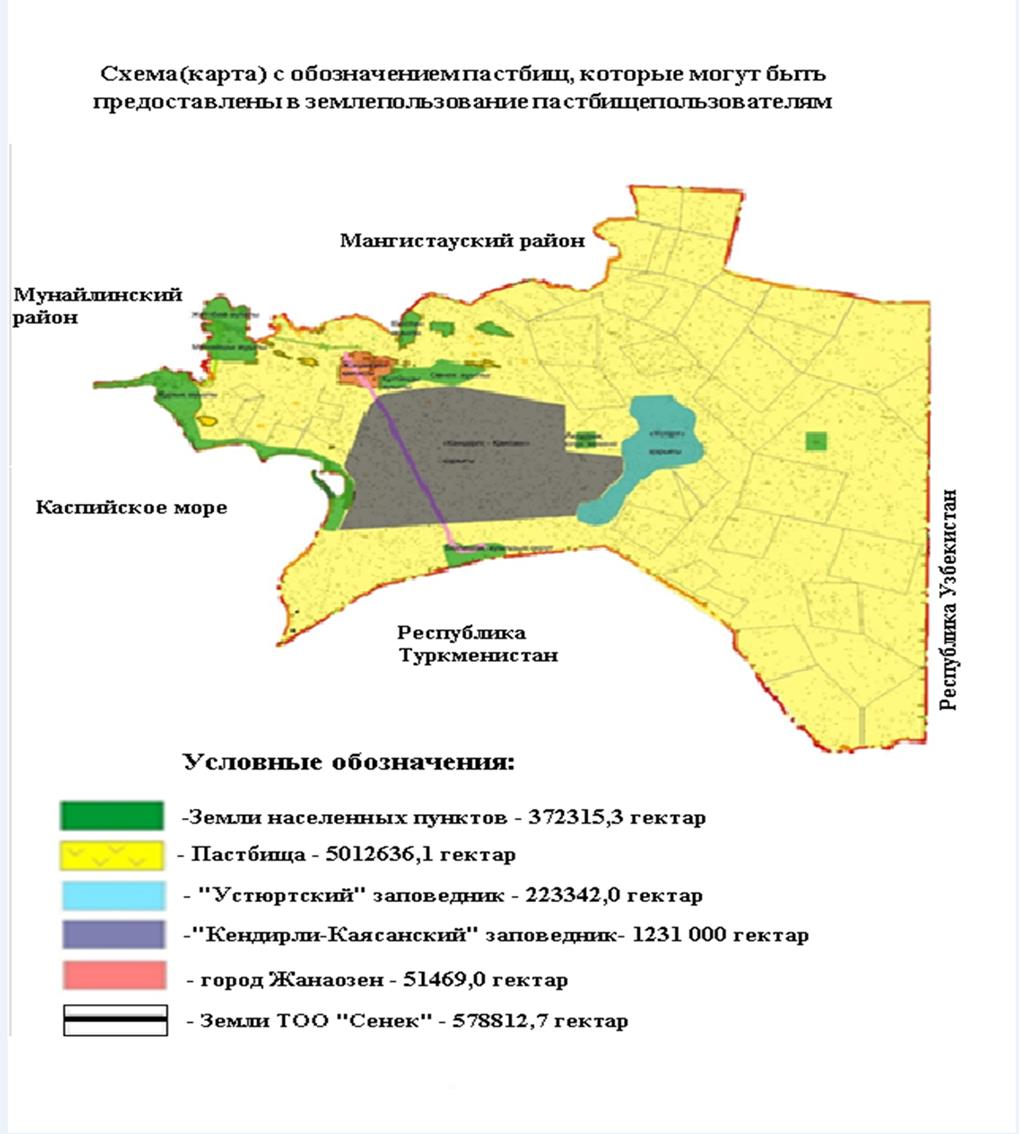 Схема(карта) с обозначением пастбищ, которые могут быть
предоставлены в землепользование пастбищепользователям
Мангистауский район
Мунайлинский
район
Каспийское море
Республика
Туркменистан
Республика Узбекистан
Условные обозначения:
-Земли населенных пунктов - 372315,3 гектар
- Пастбища - 5012636,1 гектар
- "Устюртский" заповедник - 223342,0 гектар
-"Кендирли-Каясанский" заповедник- 1231 000 гектар
- город Жанаозен - 51469,0 гектар
- Земли ТОО "Сенек" - 578812,7 гектар